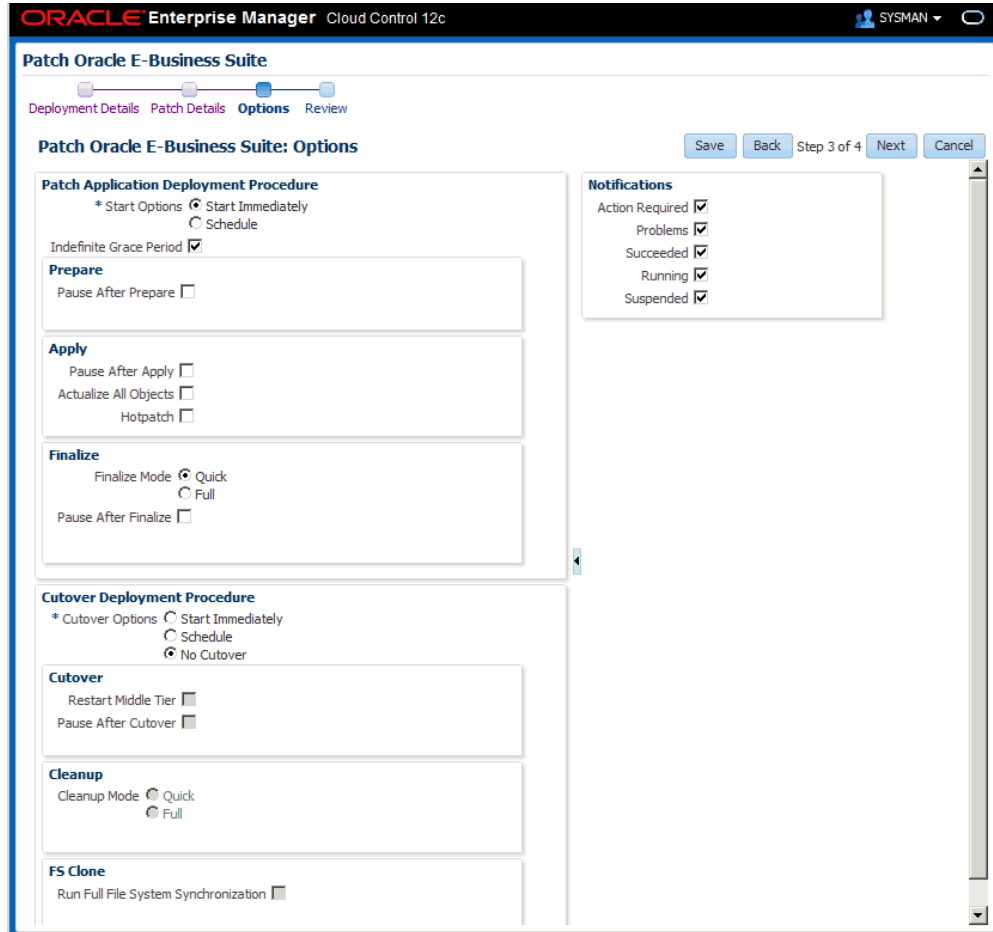 ORACLE Enterprise Manager Cloud Control 12c
SYSMAN
Patch Oracle E-Business Suite
Deployment Details Patch Details Options Review
Patch Oracle E-Business Suite: Options
Save Back Step 3 of 4 Next Cancel
Patch Application Deployment Procedure
* Start Options Start Immediately
Schedule
Indefinite Grace Period
Prepare
Pause After Prepare
Apply
Pause After Apply
Actualize All Objects
Hotpatch
Finalize
Finalize Mode Quick
Full
Pause After Finalize
Notifications
Action Required
Problems
Succeeded
Running
Suspended
Cutover Deployment Procedure
* Cutover Options Start Immediately
Schedule
No Cutover
Cutover
Restart Middle Tier
Pause After Cutover
Cleanup
Cleanup Mode Quick
Full
FS Clone
Run Full File System Synchronization